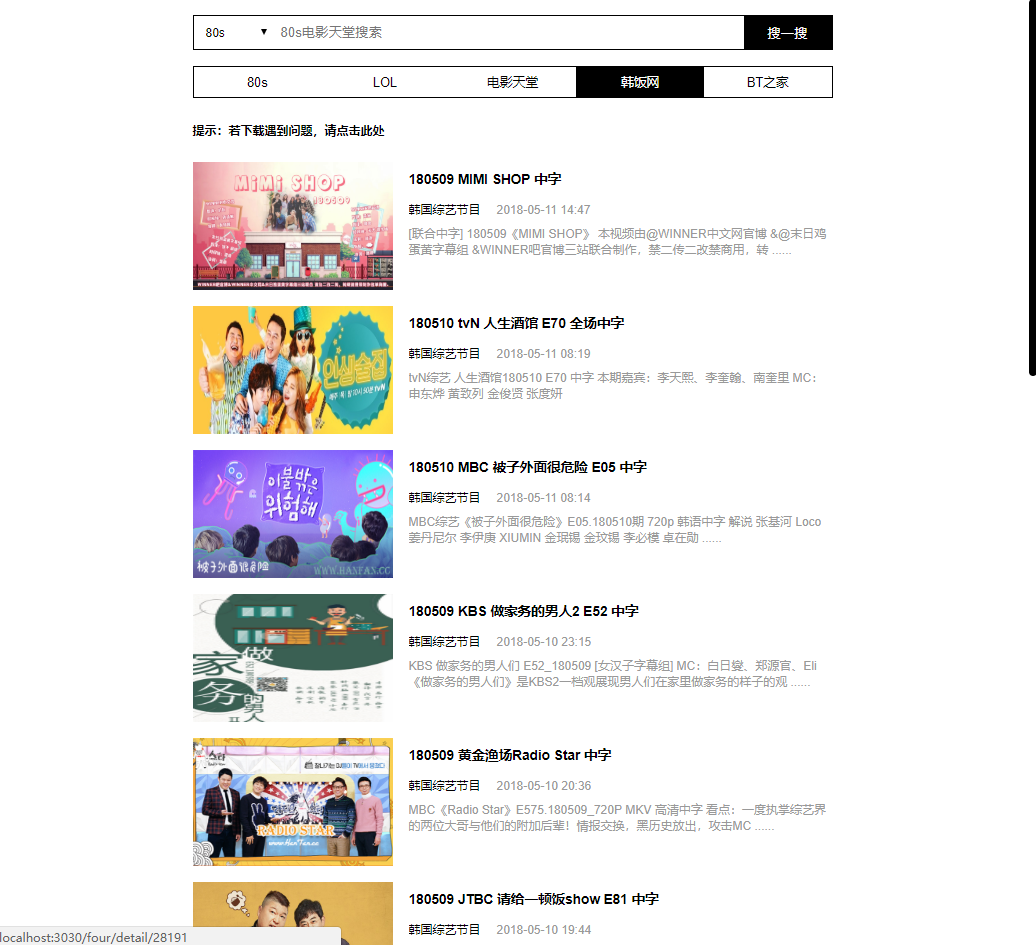 80s ▼ 80s电影天堂搜索 搜一搜
80s LOL 电影天堂 韩饭网 BT之家
提示：若下载遇到问题，请点击此处
MiMi SHOP
180509
180509 MIMI SHOP 中字
韩国综艺节目 2018-05-11 14:47
[联合中字] 180509《MIMI SHOP》 本视频由@WINNER中文网官博 &@末日鸡
蛋黄字幕组 &WINNER吧官博三站联合制作，禁二传二改禁商用，转 ......
인생술집
180510 tvN 人生酒馆 E70 全场中字
韩国综艺节目 2018-05-11 08:19
tvN综艺 人生酒馆180510 E70 中字 本期嘉宾：李天熙、李奎翰、南奎里 MC：
申东烨 黄致列 金俊贤 张度妍
이불밖은
위험해
被子外面很危险
WWW.HANFAN.CC
180510 MBC 被子外面很危险 E05 中字
韩国综艺节目 2018-05-11 08:14
MBC综艺《被子外面很危险》E05.180510期 720p 韩语中字 解说 张基河 Loco
姜丹尼尔 李伊庚 XIUMIN 金珉锡 金玟锡 李必模 卓在勋 ......
做
家
务
的男人
180509 KBS 做家务的男人2 E52 中字
韩国综艺节目 2018-05-10 23:15
KBS 做家务的男人们 E52_180509 [女汉子字幕组] MC：白日燮、郑源官、Eli
《做家务的男人们》是KBS2一档观展现男人们在家里做家务的样子的观 ......
RADIO STAR
www.HanFan.cc
180509 黄金渔场Radio Star 中字
韩国综艺节目 2018-05-10 20:36
MBC《Radio Star》E575.180509_720P MKV 高清中字 看点：一度执掌综艺界
的两位大哥与他们的附加后辈！情报交换，黑历史放出，攻击MC ......
180509 JTBC 请给一顿饭show E81 中字
韩国综艺节目 2018-05-10 19:44
localhost:3030/four/detail/28191